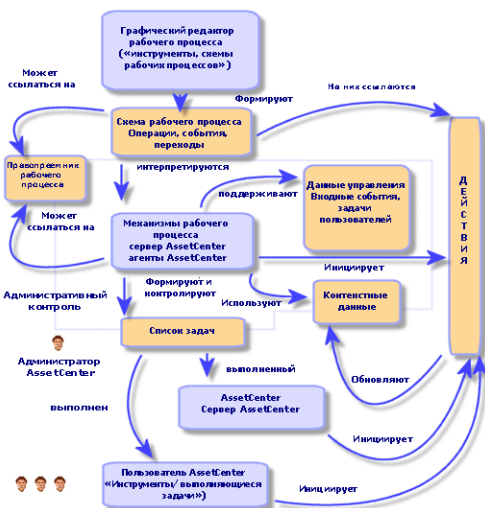 Графический редактор
рабочего процесса
(«инструменты, схемы
рабочих процессов»)
Может
ссылаться на
Формируют
На них ссылаются
Схема рабочего процесса
Операции, события,
переходы
Правопреемник
рабочего
процесса
интерпретируются
поддерживают
Данные управления
Входные события,
задачи
пользователей
ДЕЙСТВИЯ
Может
ссылаться на
Механизмы рабочего
процесса
сервер AssetCenter
агенты AssetCenter
Инициирует
Формируют и
контролируют
Используют
Контекстные
данные
Административный
контроль
Список задач
Администратор
AssetCenter
выполненный
Обновляют
AssetCenter
Сервер AssetCenter
выполнен
Инициирует
Пользователь AssetCenter
«Инструменты/ выполняющиеся
задачи»)
Инициирует